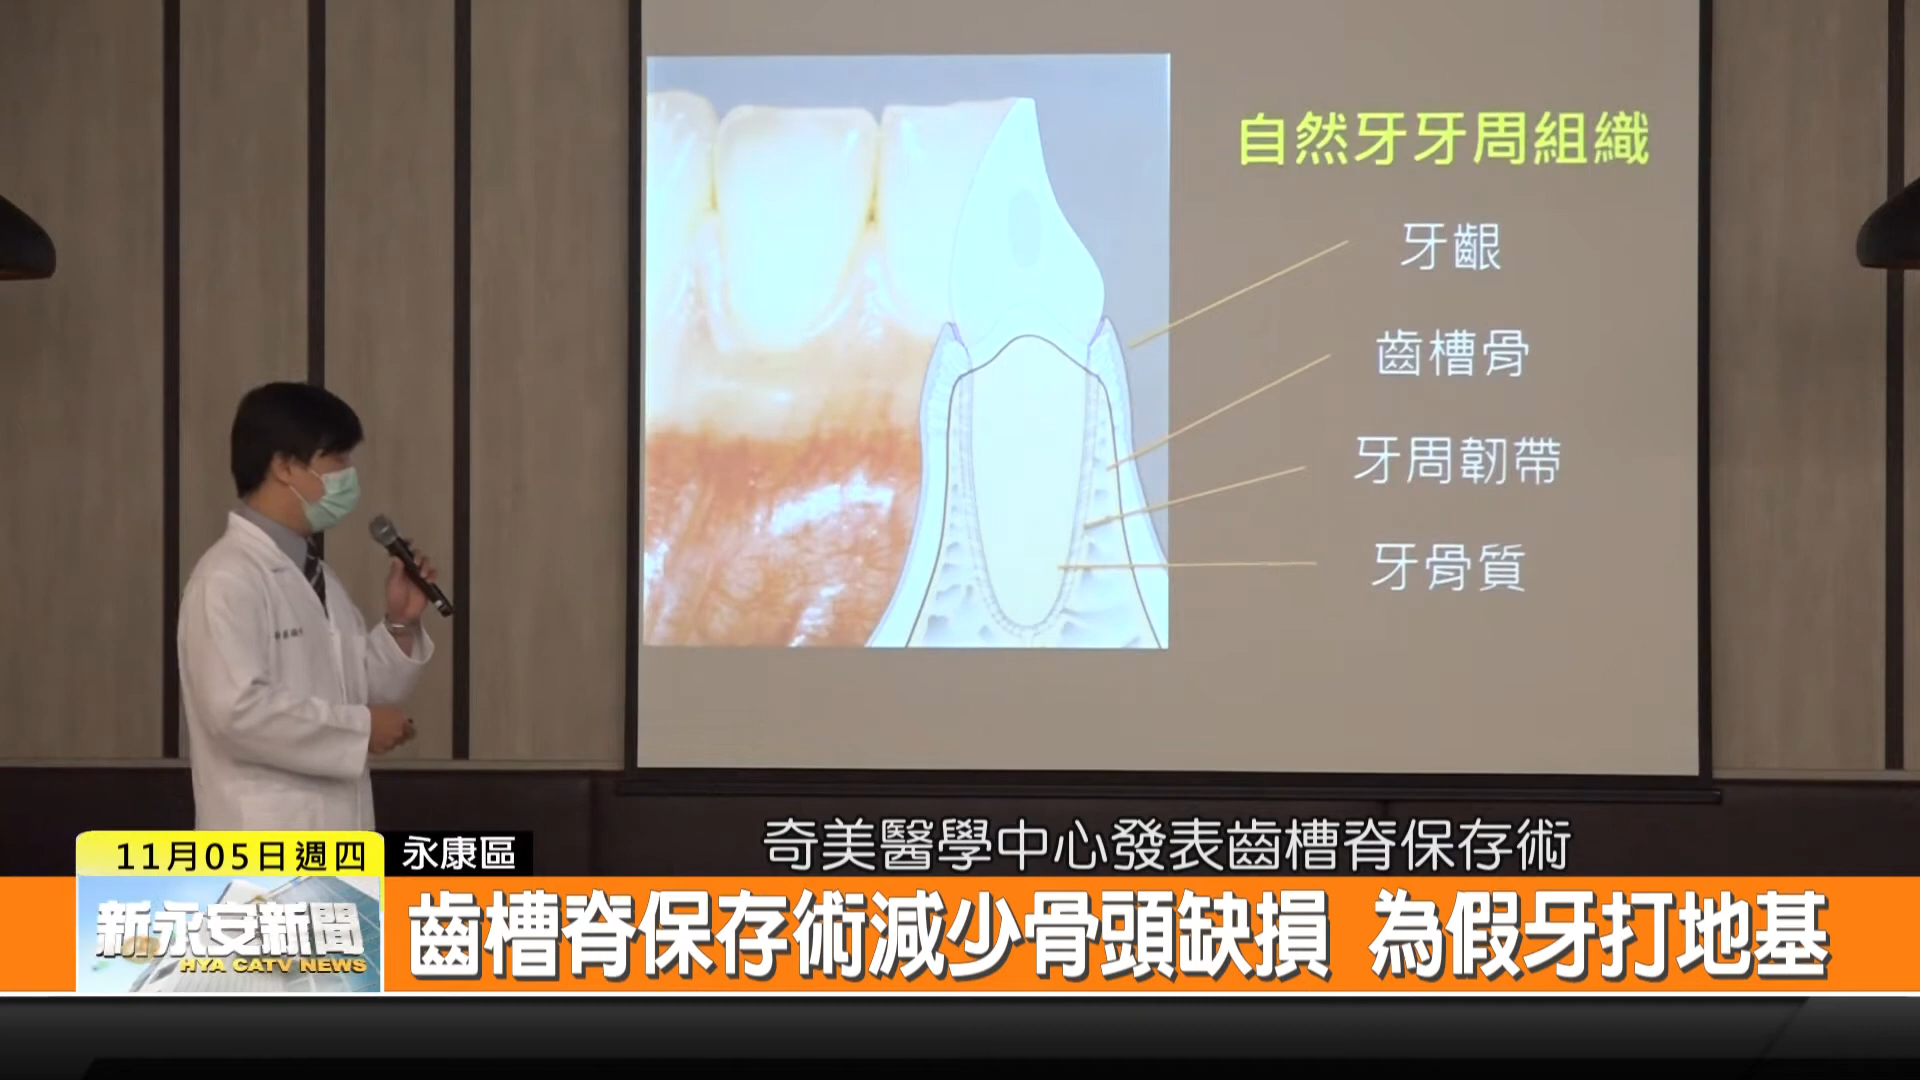 自然牙牙周組織
牙齦
齒槽骨
牙周韌帶
牙骨質
奇美醫學中心發表齒槽脊保存術
11月05日週四
永康區
新永安新聞
HYA CATV NEWS
齒槽脊保存術減少骨頭缺損 為假牙打地基